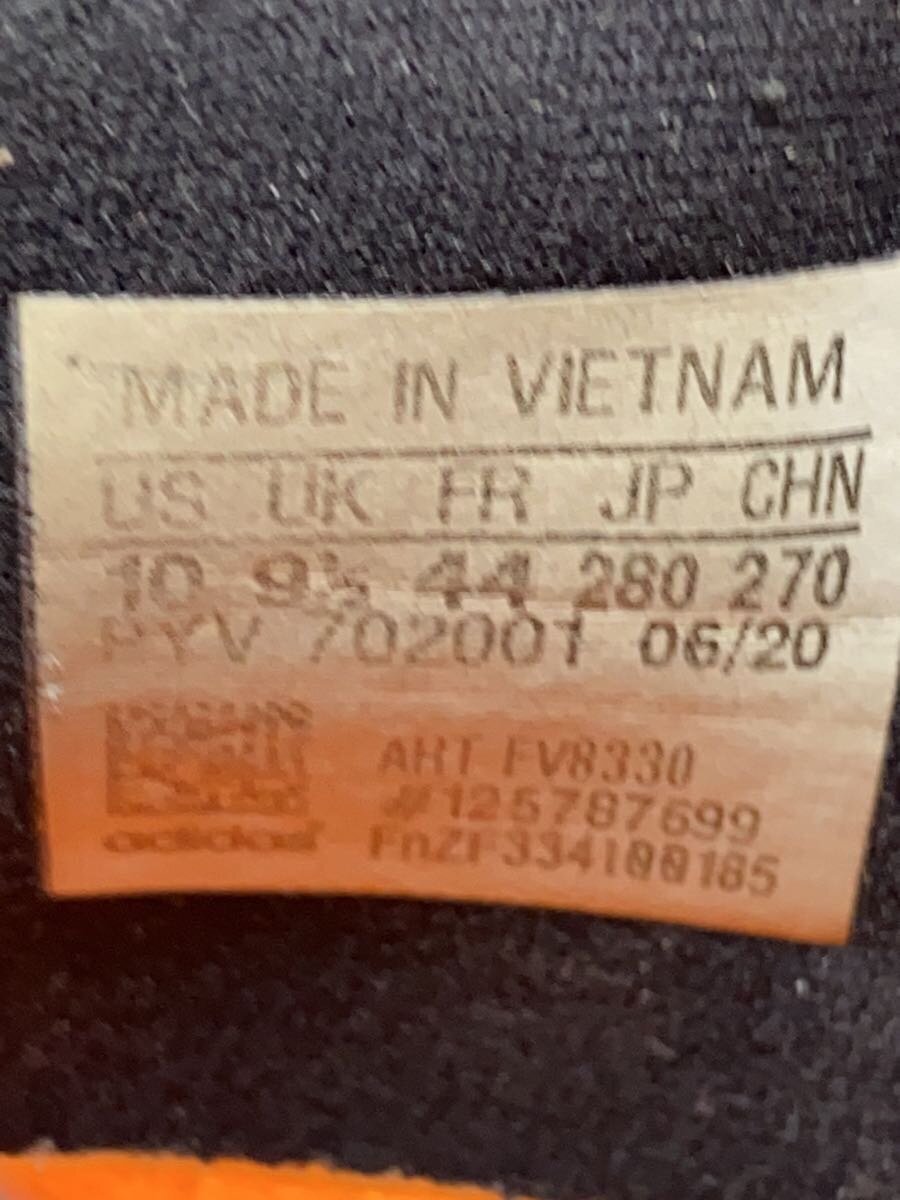 MADE IN VIETNAM
US UK FR JP CHN
10 9½ 44 280 270
PYV 702001 06/20
ART FV8330
#125787699
adidas